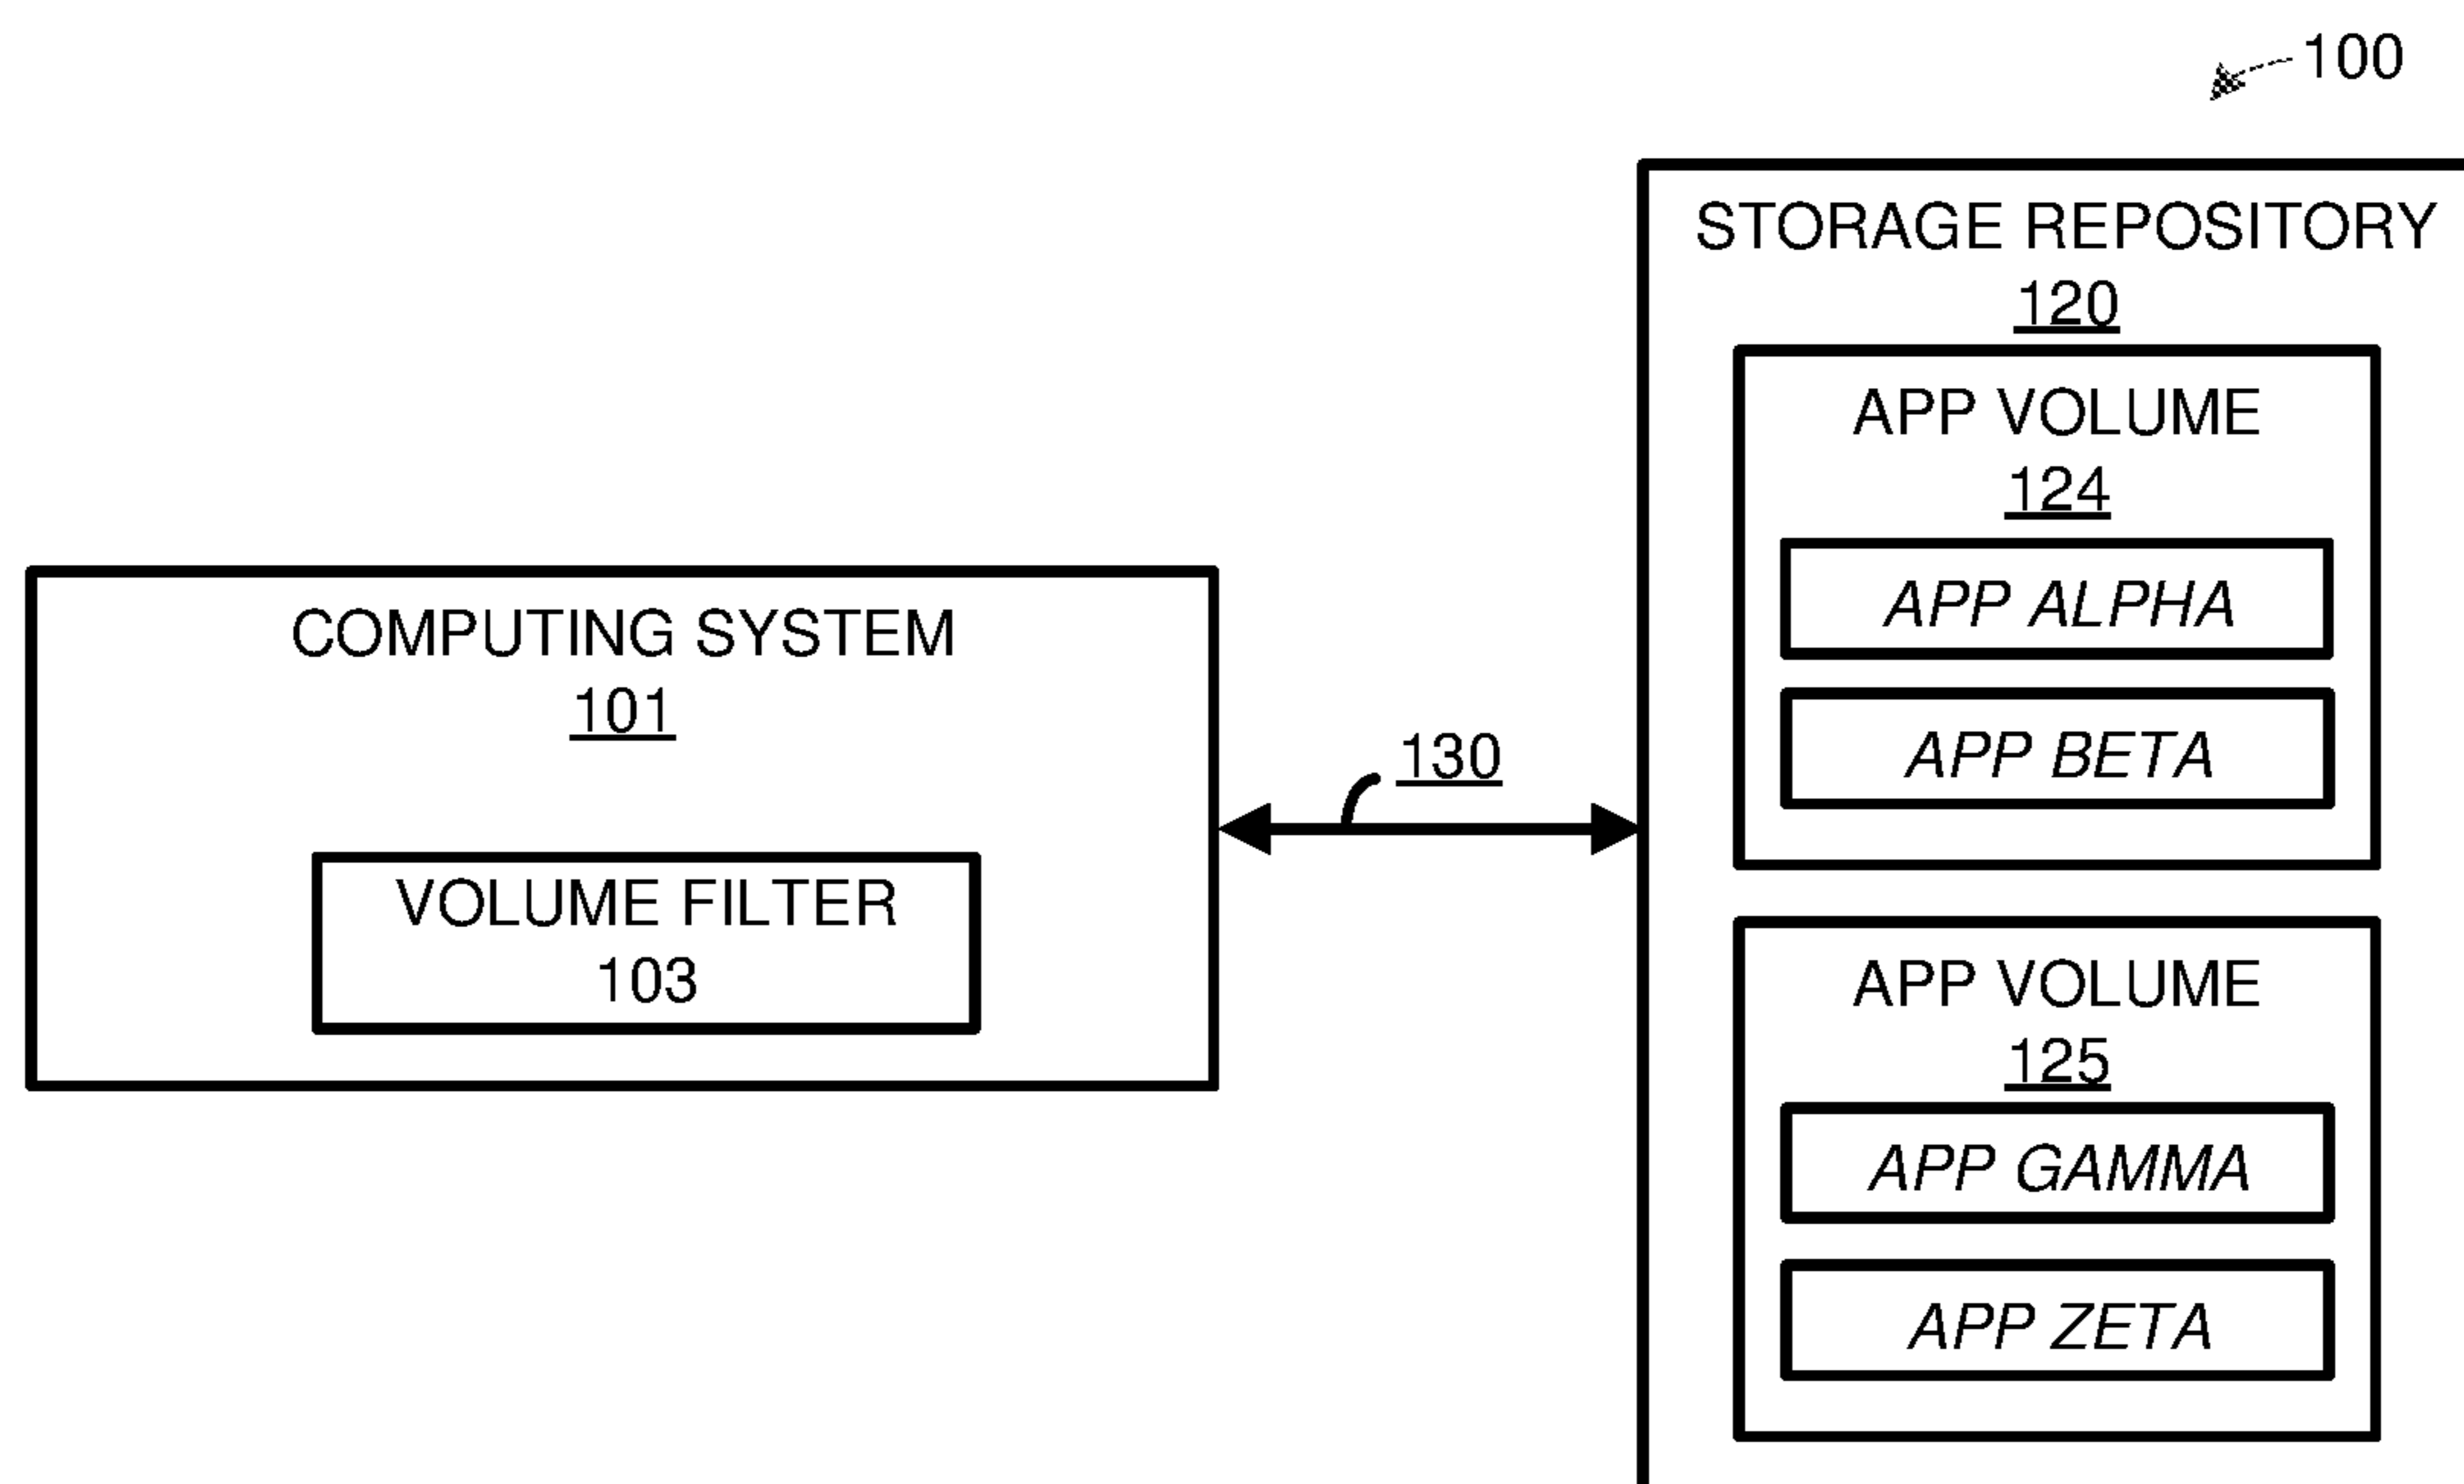 100
STORAGE REPOSITORY
120
APP VOLUME
124
APP ALPHA
APP BETA
COMPUTING SYSTEM
101
130
VOLUME FILTER
103
APP VOLUME
125
APP GAMMA
APP ZETA